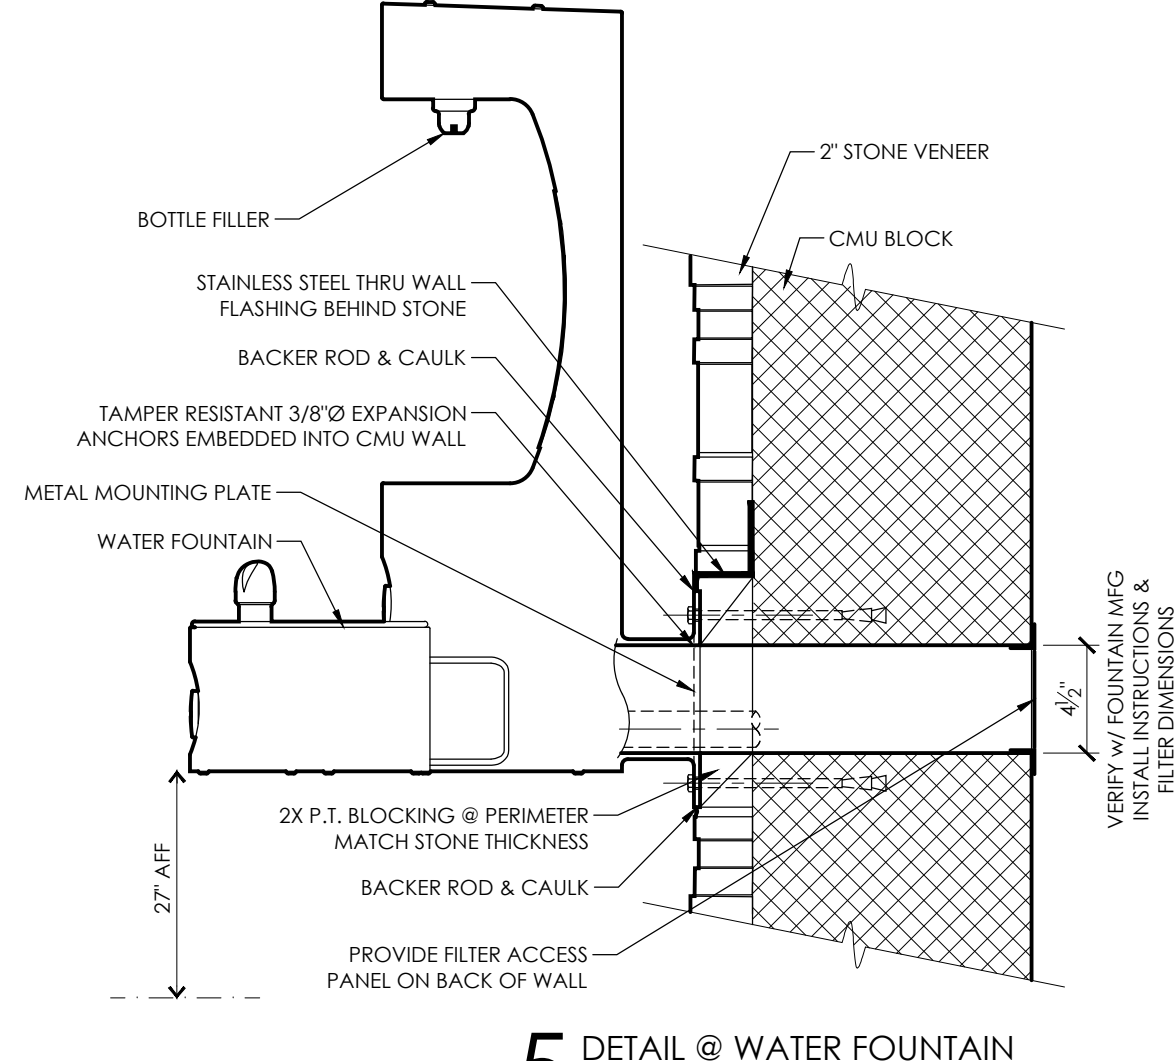 2" STONE VENEER
BOTTLE FILLER
CMU BLOCK
STAINLESS STEEL THRU WALL
FLASHING BEHIND STONE
BACKER ROD & CAULK
TAMPER RESISTANT 3/8"Ø EXPANSION
ANCHORS EMBEDDED INTO CMU WALL
METAL MOUNTING PLATE
WATER FOUNTAIN
4½"
VERIFY w/ FOUNTAIN MFG
INSTALL INSTRUCTIONS &
FILTER DIMENSIONS
2X P.T. BLOCKING @ PERIMETER
MATCH STONE THICKNESS
27" AFF
BACKER ROD & CAULK
PROVIDE FILTER ACCESS
PANEL ON BACK OF WALL
5 DETAIL @ WATER FOUNTAIN